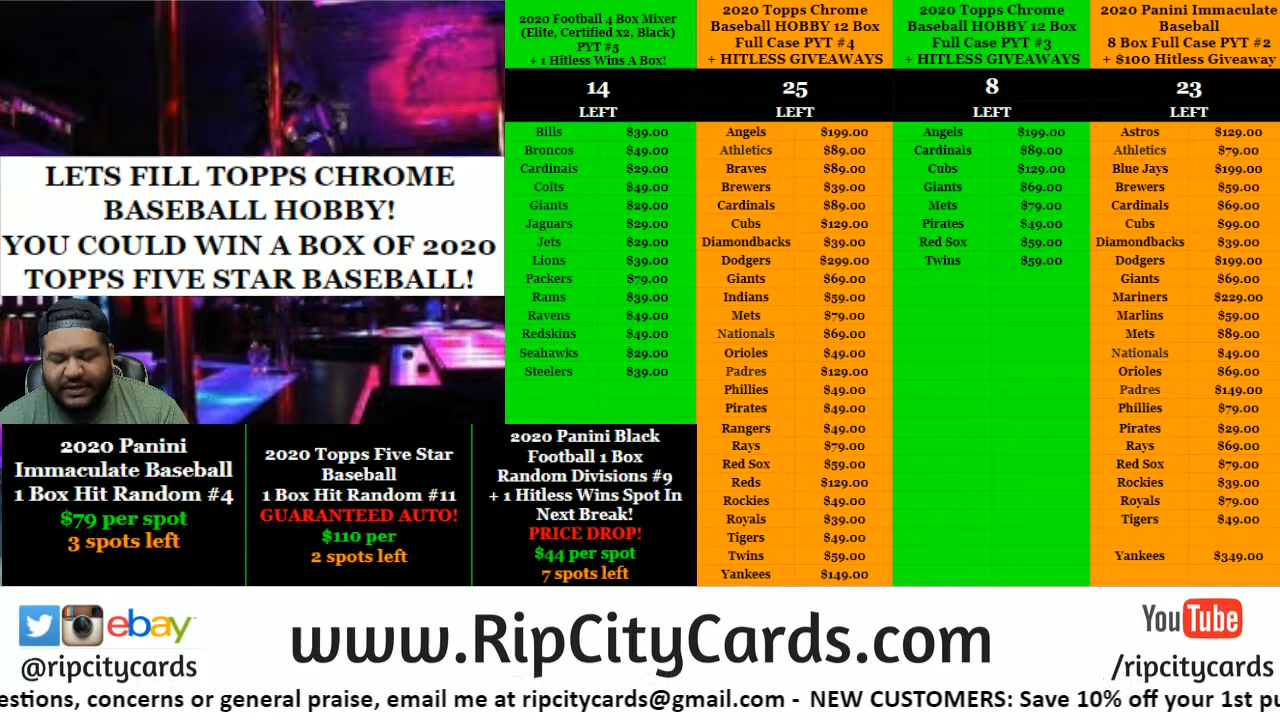 LETS FILL TOPPS CHROME
BASEBALL HOBBY!
YOU COULD WIN A BOX OF 2020
TOPPS FIVE STAR BASEBALL!
2020 Football 4 Box Mixer
(Elite, Certified x2, Black)
PYT #5
+ 1 Hitless Wins A Box!
14
LEFT
Bills $39.00
Broncos $49.00
Cardinals $29.00
Colts $49.00
Giants $29.00
Jaguars $29.00
Jets $29.00
Lions $39.00
Packers $79.00
Rams $39.00
Ravens $49.00
Redskins $49.00
Seahawks $29.00
Steelers $39.00
2020 Topps Chrome
Baseball HOBBY 12 Box
Full Case PYT #4
+ HITLESS GIVEAWAYS
25
LEFT
Angels $199.00
Athletics $89.00
Braves $89.00
Brewers $39.00
Cardinals $89.00
Cubs $129.00
Diamondbacks $39.00
Dodgers $299.00
Giants $69.00
Indians $59.00
Mets $79.00
Nationals $69.00
Orioles $49.00
Padres $129.00
Phillies $49.00
Pirates $49.00
Rangers $49.00
Rays $79.00
Red Sox $59.00
Reds $129.00
Rockies $49.00
Royals $39.00
Tigers $49.00
Twins $59.00
Yankees $149.00
2020 Topps Chrome
Baseball HOBBY 12 Box
Full Case PYT #3
+ HITLESS GIVEAWAYS
8
LEFT
Angels $199.00
Cardinals $89.00
Cubs $129.00
Giants $69.00
Mets $79.00
Pirates $49.00
Red Sox $59.00
Twins $59.00
2020 Panini Immaculate
Baseball
8 Box Full Case PYT #2
+ $100 Hitless Giveaway
23
LEFT
Astros $129.00
Athletics $79.00
Blue Jays $199.00
Brewers $59.00
Cardinals $69.00
Cubs $99.00
Diamondbacks $39.00
Dodgers $199.00
Giants $69.00
Mariners $229.00
Marlins $59.00
Mets $89.00
Nationals $49.00
Orioles $69.00
Padres $149.00
Phillies $79.00
Pirates $29.00
Rays $69.00
Red Sox $79.00
Rockies $39.00
Royals $79.00
Tigers $49.00
Yankees $349.00
2020 Panini
Immaculate Baseball
1 Box Hit Random #4
$79 per spot
3 spots left
2020 Topps Five Star
Baseball
1 Box Hit Random #11
GUARANTEED AUTO!
$110 per
2 spots left
2020 Panini Black
Football 1 Box
Random Divisions #9
+ 1 Hitless Wins Spot In
Next Break!
PRICE DROP!
$44 per spot
7 spots left
ebay
@ripcitycards
www.RipCityCards.com
YouTube
/ripcitycards
estions, concerns or general praise, email me at ripcitycards@gmail.com - NEW CUSTOMERS: Save 10% off your 1st pu